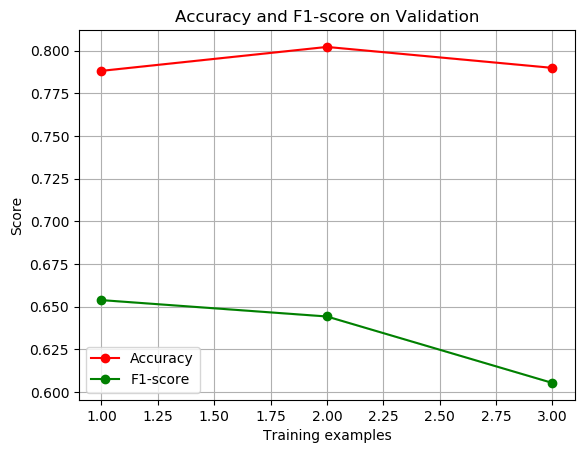 Accuracy and F1-score on Validation
0.800
0.775
0.750
0.725
0.700
0.675
0.650
0.625
0.600
Score
Accuracy
F1-score
1.00 1.25 1.50 1.75 2.00 2.25 2.50 2.75 3.00
Training examples